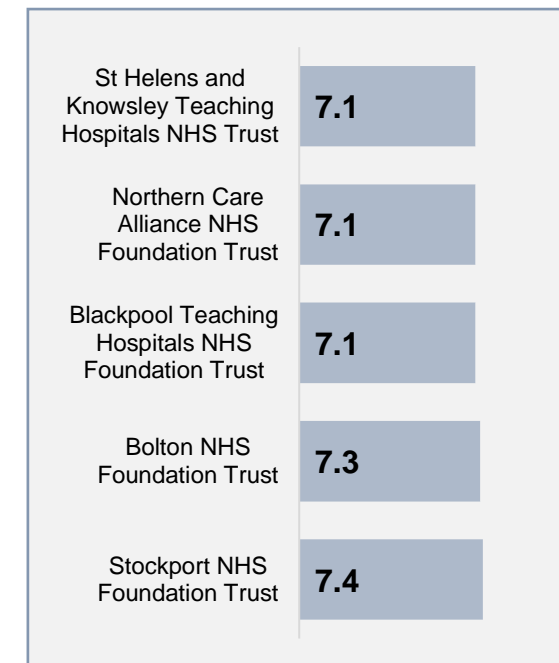 St Helens and
Knowsley Teaching
Hospitals NHS Trust
7.1
Northern Care
Alliance NHS
Foundation Trust
7.1
Blackpool Teaching
Hospitals NHS
Foundation Trust
7.1
Bolton NHS
Foundation Trust
7.3
Stockport NHS
Foundation Trust
7.4